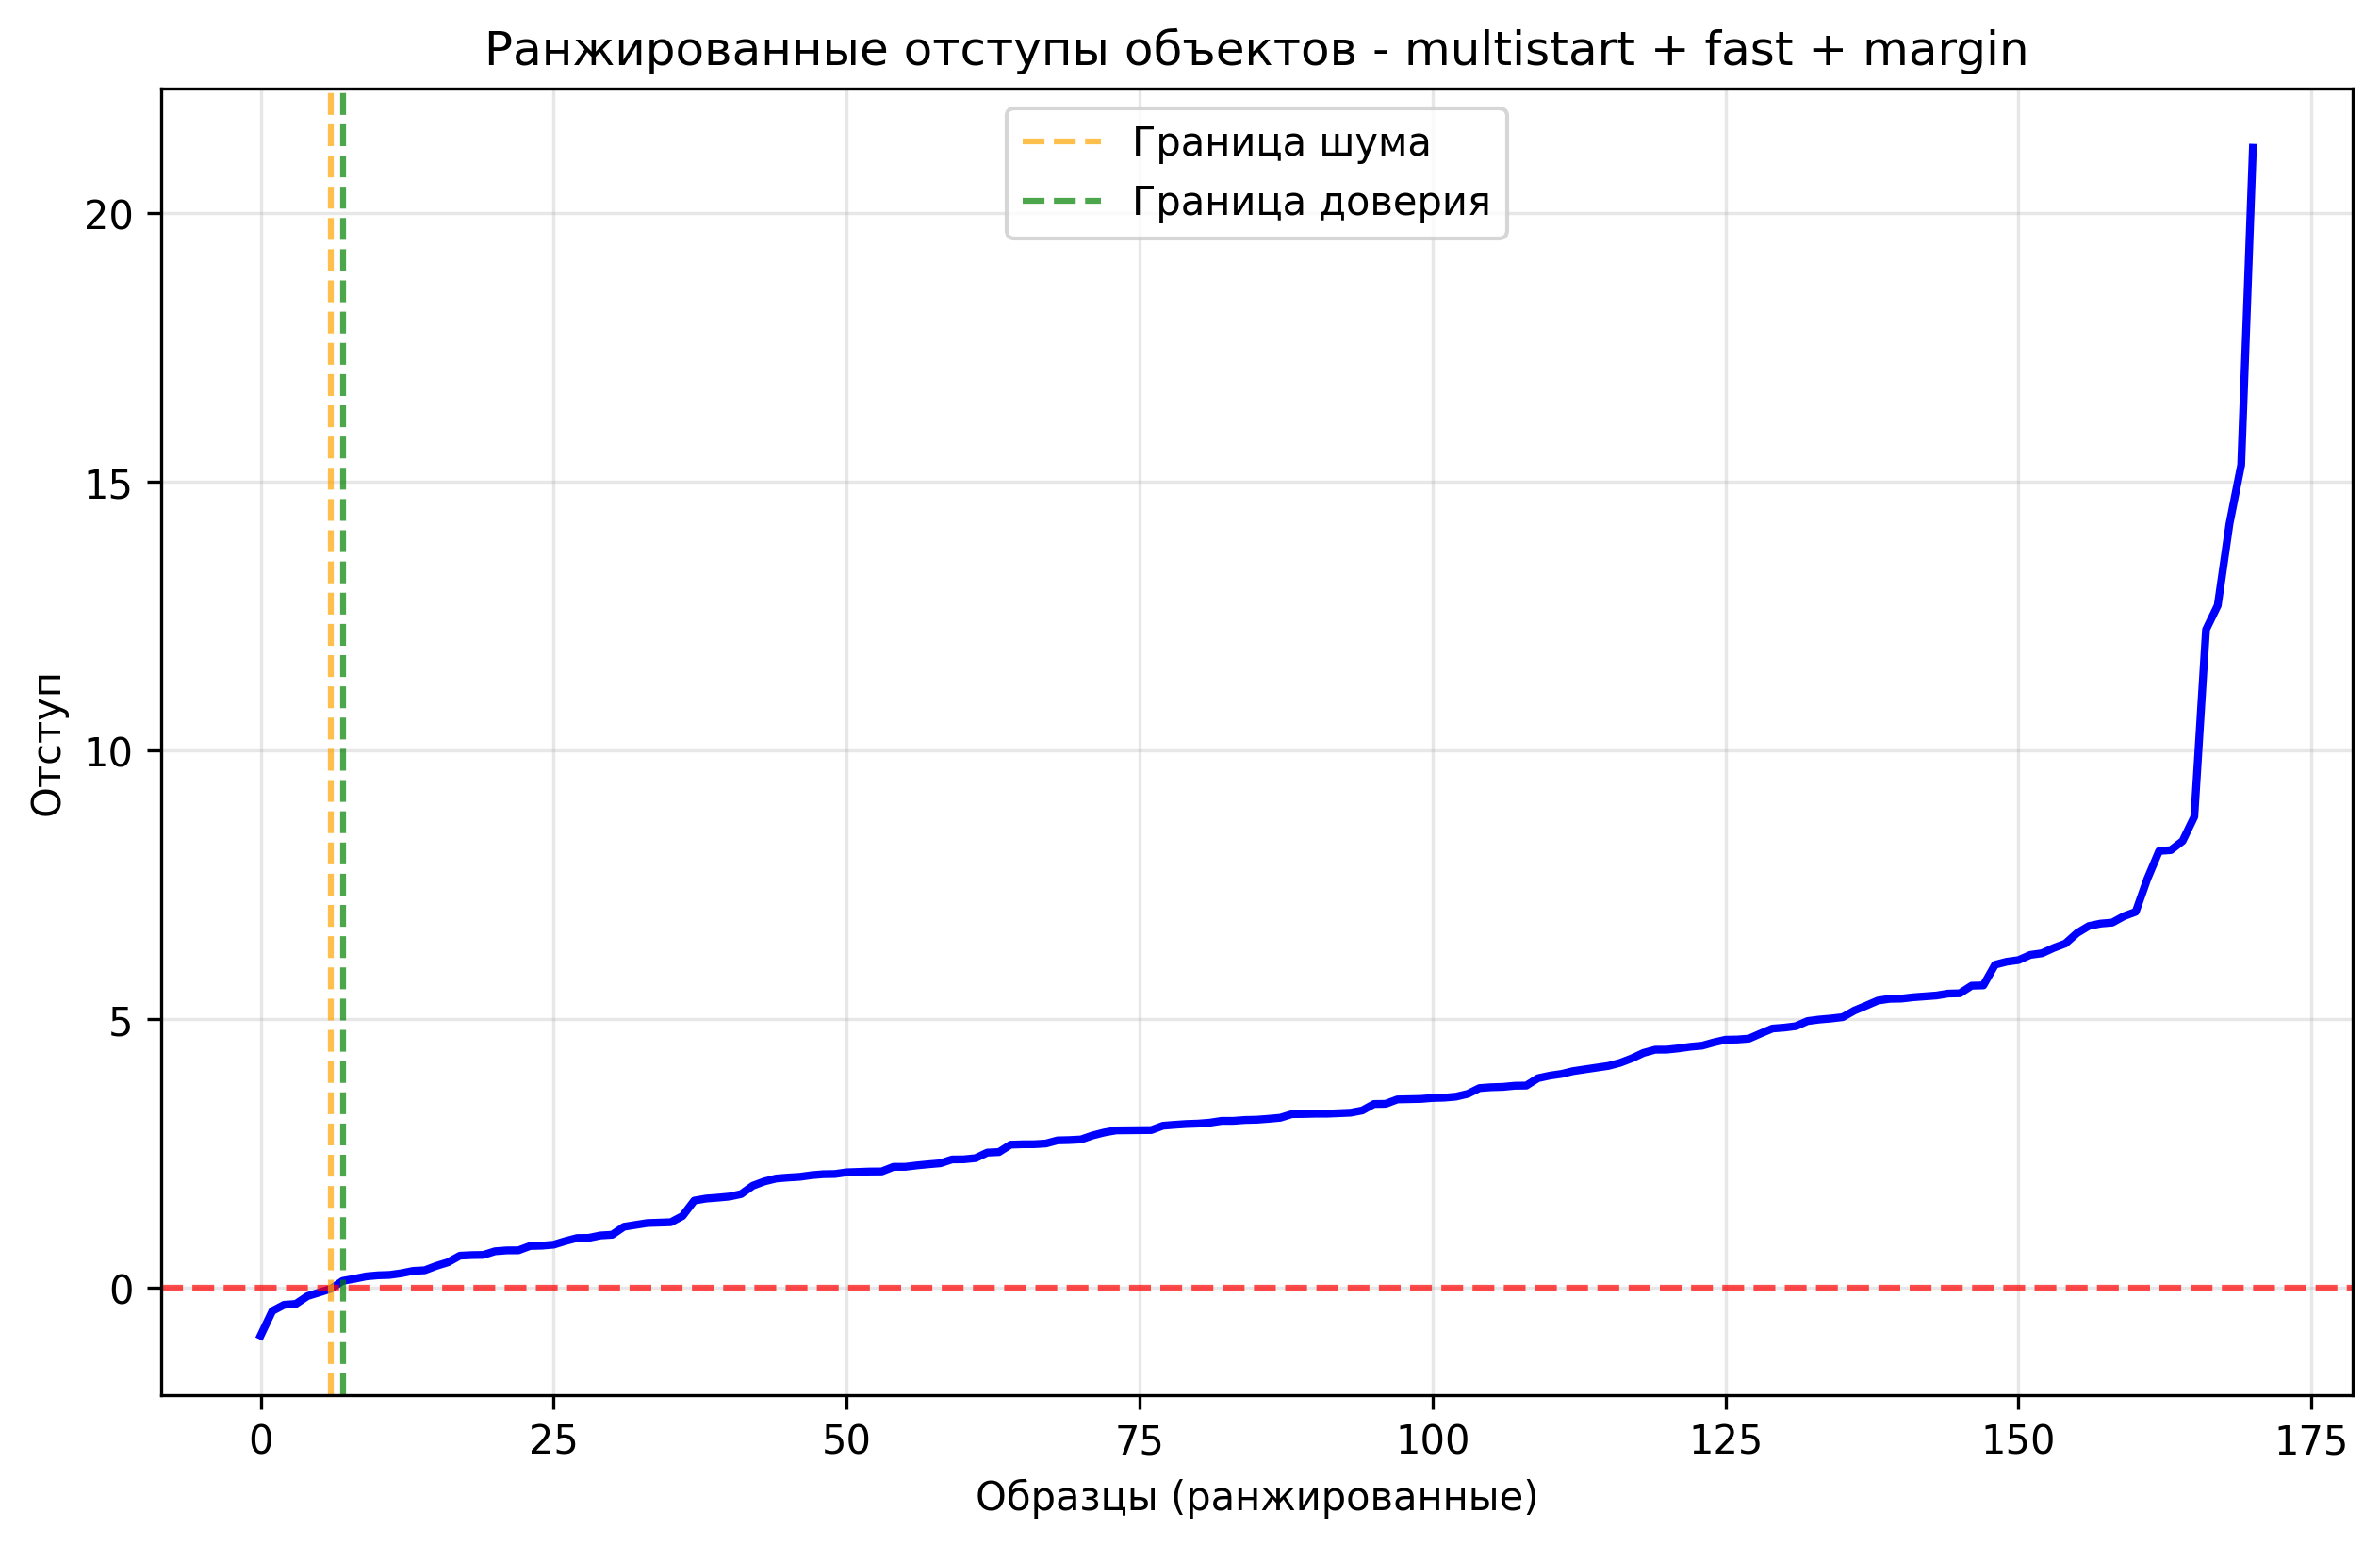 Ранжированные отступы объектов - multistart + fast + margin
Граница шума
Граница доверия
20
15
10
5
0
Отступ
0 25 50 75 100 125 150 175
Образцы (ранжированные)